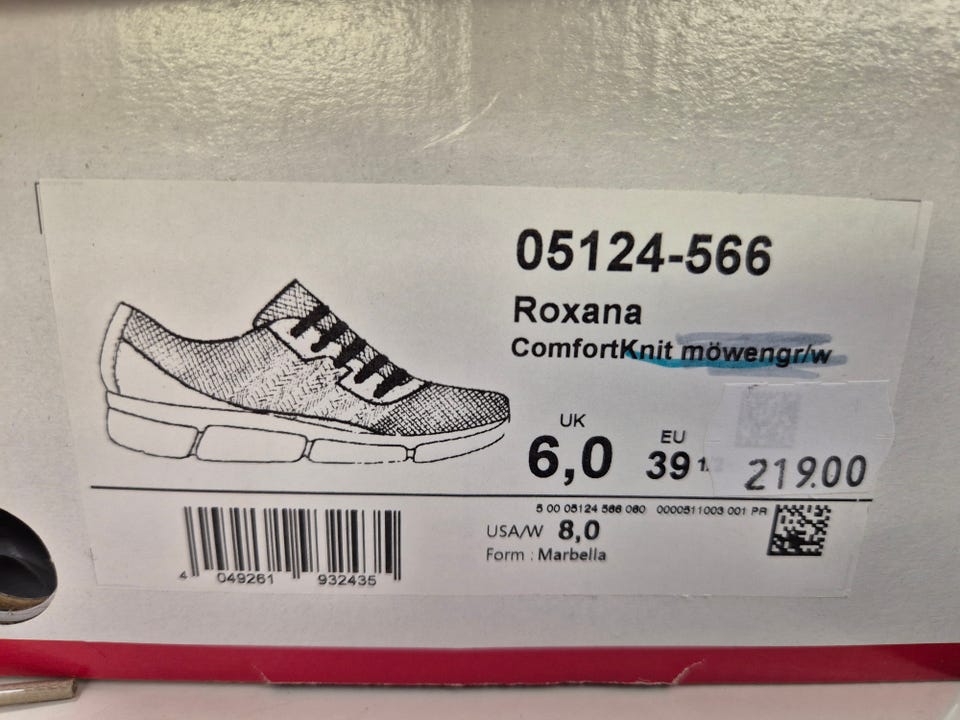 05124-566
Roxana
ComfortKnit möwengr/w
UK EU
6,0 39 219.00
5 00 05124 566 060 0000511003 001 PR
USA/W 8,0
Form : Marbella
4 049261 932435